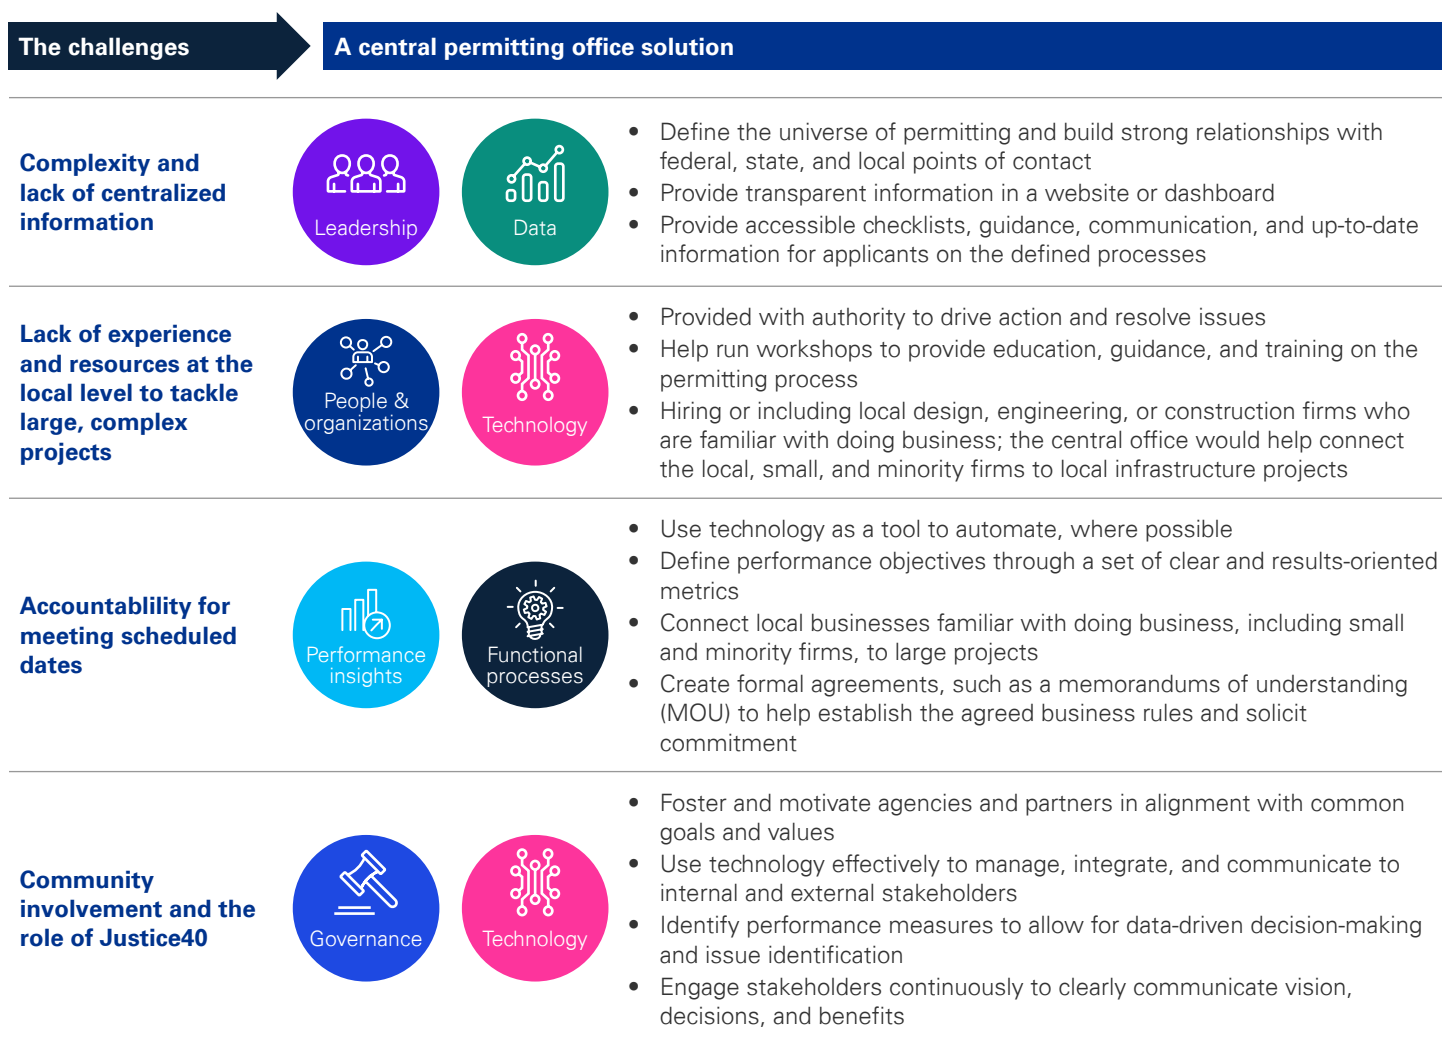 The challenges
A central permitting office solution
Complexity and
lack of centralized
information
Leadership
Data
• Define the universe of permitting and build strong relationships with
federal, state, and local points of contact
• Provide transparent information in a website or dashboard
• Provide accessible checklists, guidance, communication, and up-to-date
information for applicants on the defined processes
Lack of experience
and resources at the
local level to tackle
large, complex
projects
People &
organizations
Technology
• Provided with authority to drive action and resolve issues
• Help run workshops to provide education, guidance, and training on the
permitting process
• Hiring or including local design, engineering, or construction firms who
are familiar with doing business; the central office would help connect
the local, small, and minority firms to local infrastructure projects
Accountablility for
meeting scheduled
dates
Performance
insights
Functional
processes
• Use technology as a tool to automate, where possible
• Define performance objectives through a set of clear and results-oriented
metrics
• Connect local businesses familiar with doing business, including small
and minority firms, to large projects
• Create formal agreements, such as a memorandums of understanding
(MOU) to help establish the agreed business rules and solicit
commitment
Community
involvement and the
role of Justice40
Governance
Technology
• Foster and motivate agencies and partners in alignment with common
goals and values
• Use technology effectively to manage, integrate, and communicate to
internal and external stakeholders
• Identify performance measures to allow for data-driven decision-making
and issue identification
• Engage stakeholders continuously to clearly communicate vision,
decisions, and benefits